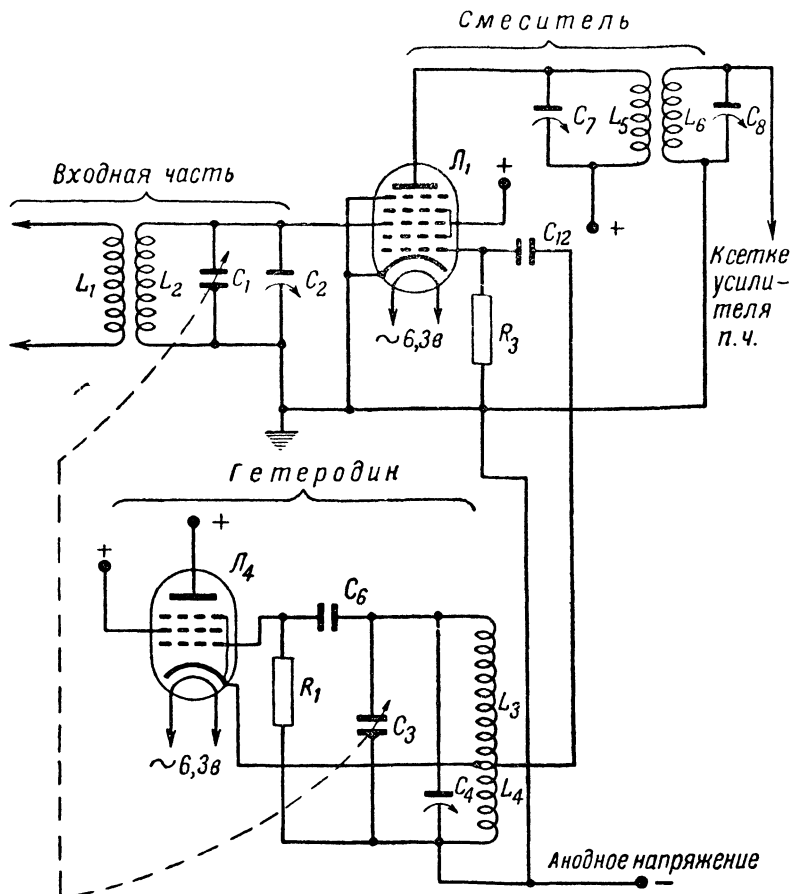 Смеситель
C7
L5
L6
C8
Л1
+
+
C12
Входная часть
L1
L2
C1
C2
~6,3в
R3
К сетке
усили-
теля
п.ч.
Гетеродин
+
+
Л4
C6
R1
C3
L3
~6,3в
C4
L4
Анодное напряжение
−